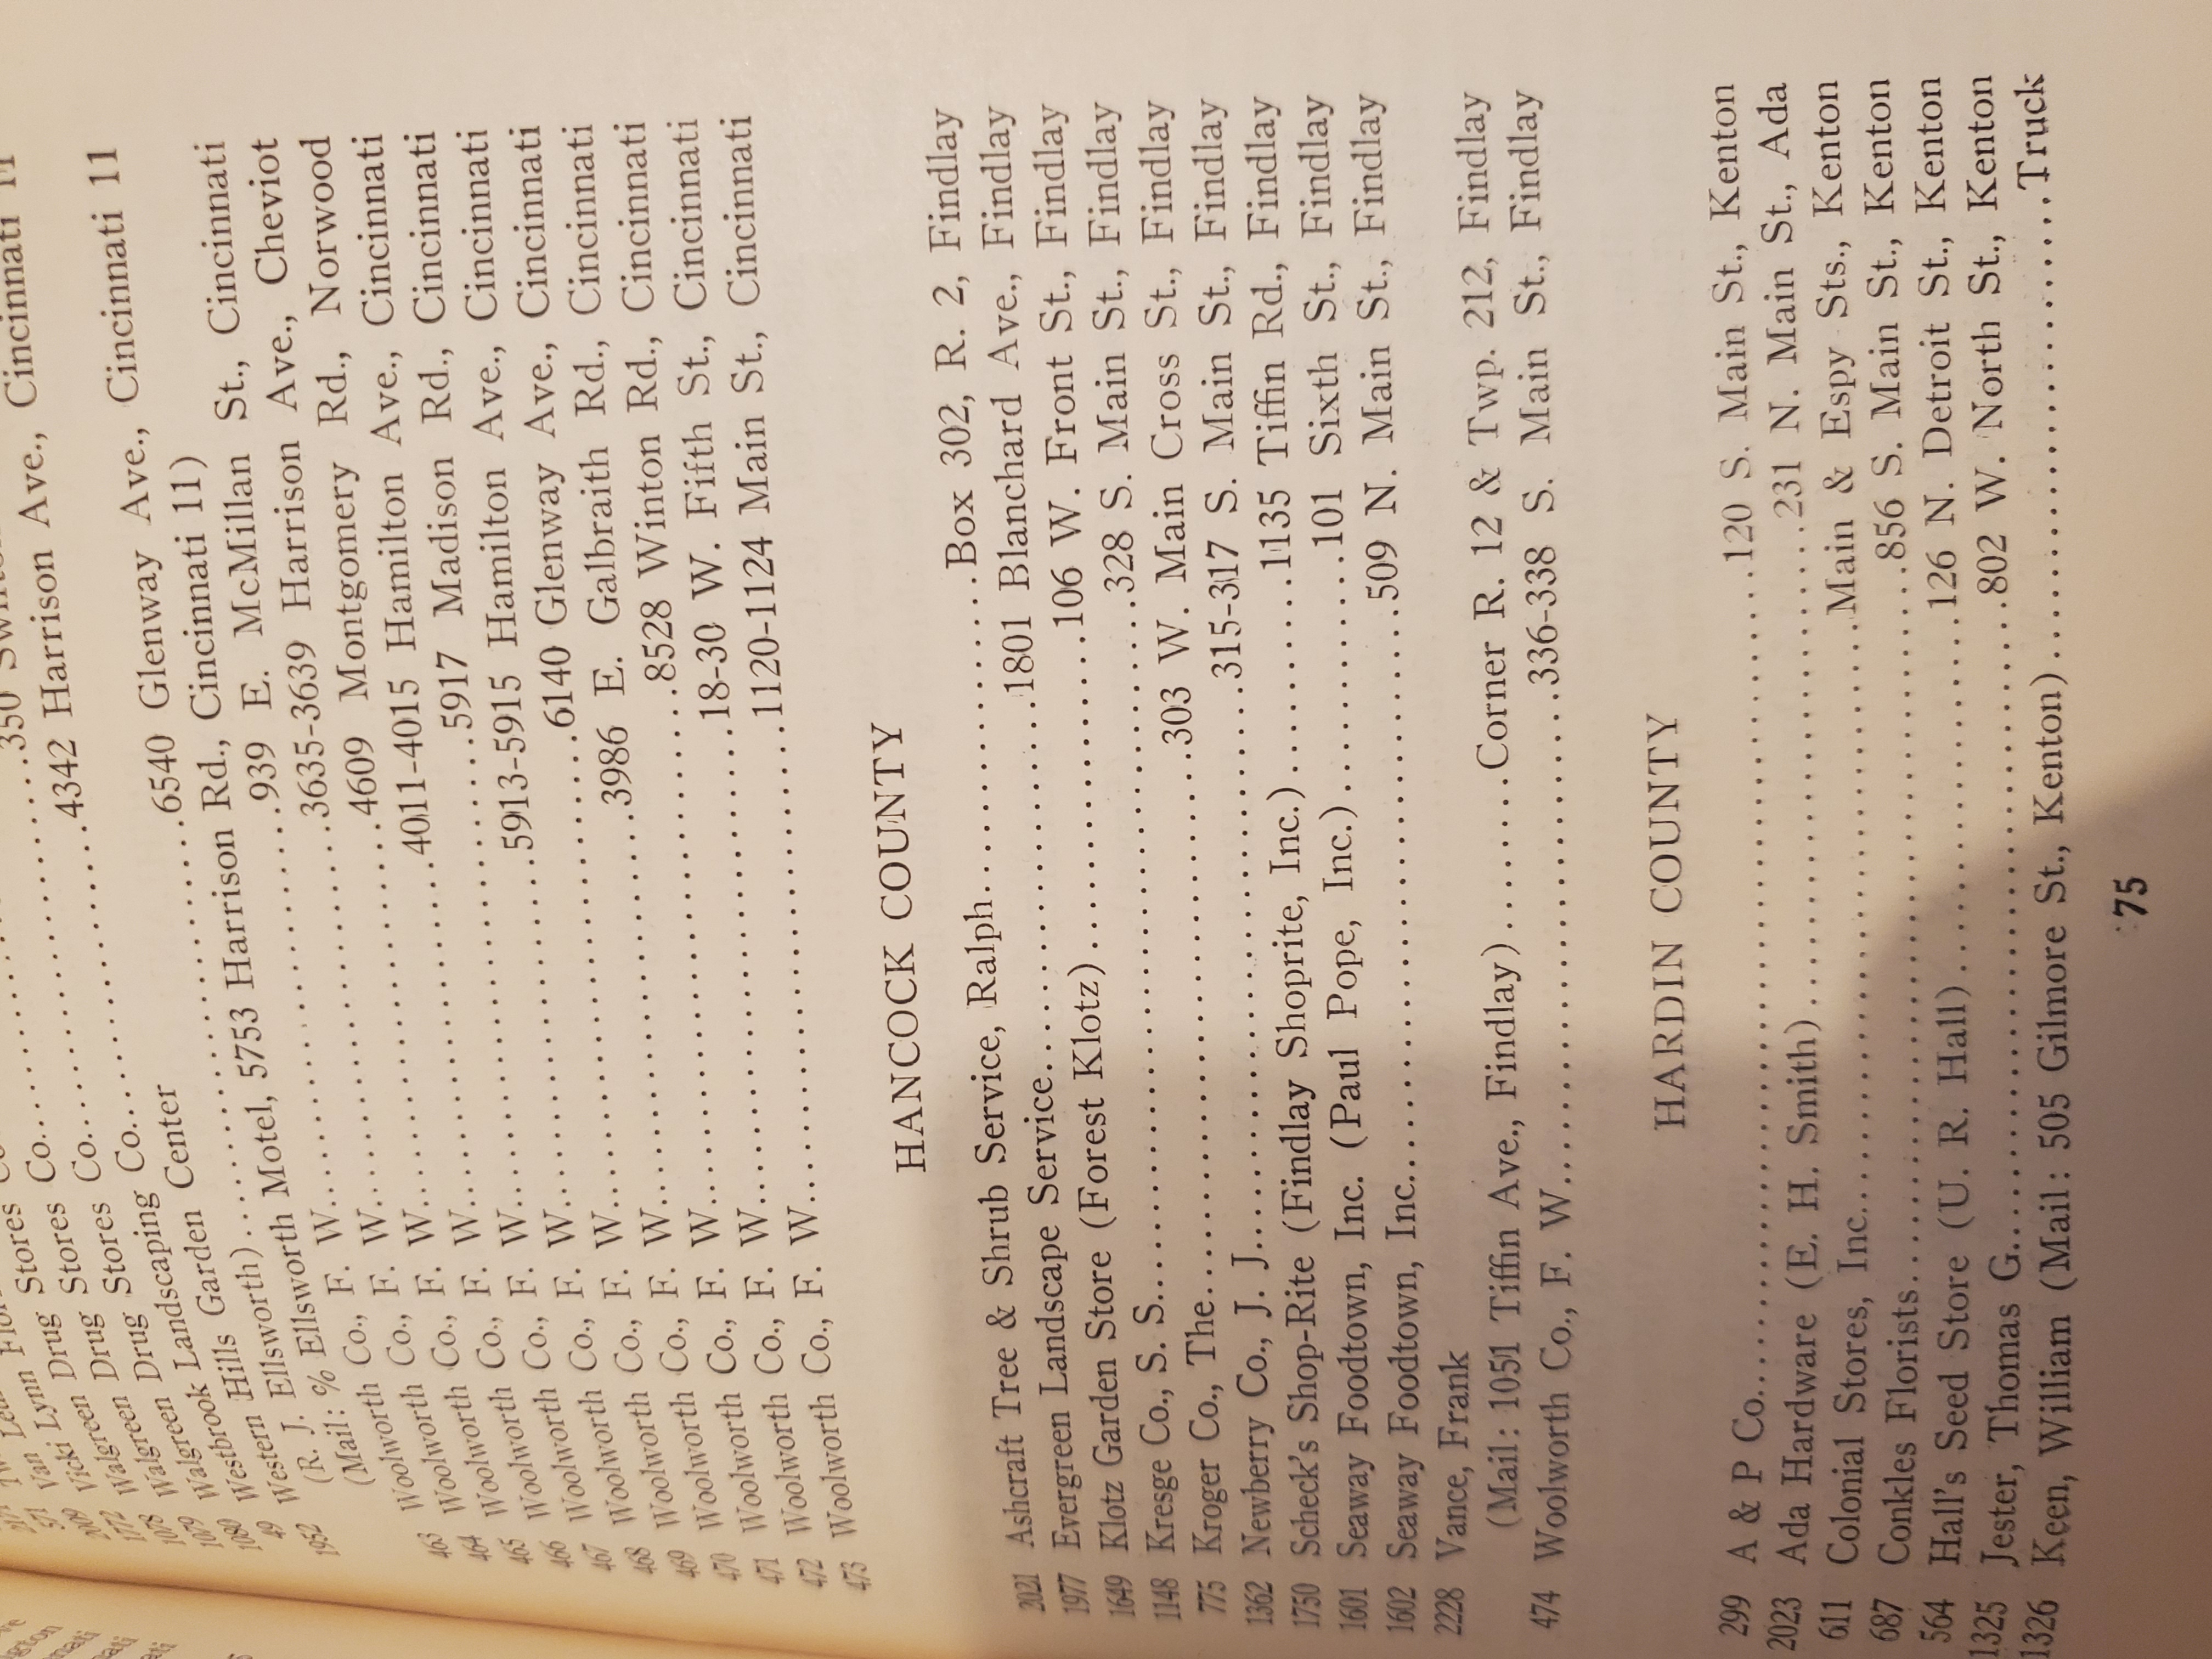 1078 Walgreen Drug Stores Co.
1079 Walgreen Drug Stores Co.
1080 Walgreen Drug Stores Co.
49 Westbrook Landscaping Co.....4342 Harrison Ave., Cincinnati 11
1952 Western Hills Garden Center
(R. J. Ellsworth)....6540 Glenway Ave., Cincinnati 11
(Mail: % Ellsworth Motel, 5753 Harrison Rd., Cincinnati 11)
463 Woolworth Co., F. W.....939 E. McMillan St., Cincinnati
464 Woolworth Co., F. W.....3635-3639 Harrison Ave., Cheviot
465 Woolworth Co., F. W.....4609 Montgomery Rd., Norwood
466 Woolworth Co., F. W.....4011-4015 Hamilton Ave., Cincinnati
467 Woolworth Co., F. W.....5917 Madison Rd., Cincinnati
468 Woolworth Co., F. W.....5913-5915 Hamilton Ave., Cincinnati
469 Woolworth Co., F. W.....6140 Glenway Ave., Cincinnati
470 Woolworth Co., F. W.....3986 E. Galbraith Rd., Cincinnati
471 Woolworth Co., F. W.....8528 Winton Rd., Cincinnati
472 Woolworth Co., F. W.....18-30 W. Fifth St., Cincinnati
473 Woolworth Co., F. W.....1120-1124 Main St., Cincinnati
HANCOCK COUNTY
2021 Ashcraft Tree & Shrub Service, Ralph....Box 302, R. 2, Findlay
1977 Evergreen Landscape Service....1801 Blanchard Ave., Findlay
1649 Klotz Garden Store (Forest Klotz)....106 W. Front St., Findlay
1148 Kresge Co., S. S.....328 S. Main St., Findlay
775 Kroger Co., The....303 W. Main Cross St., Findlay
1362 Newberry Co., J. J.....315-317 S. Main St., Findlay
1750 Scheck's Shop-Rite (Findlay Shoprite, Inc.)....1135 Tiffin Rd., Findlay
1601 Seaway Foodtown, Inc. (Paul Pope, Inc.)....101 Sixth St., Findlay
1602 Seaway Foodtown, Inc.....509 N. Main St., Findlay
2228 Vance, Frank
(Mail: 1051 Tiffin Ave., Findlay)....Corner R. 12 & Twp. 212, Findlay
474 Woolworth Co., F. W.....336-338 S. Main St., Findlay
HARDIN COUNTY
299 A & P Co.....120 S. Main St., Kenton
2023 Ada Hardware (E. H. Smith)....231 N. Main St., Ada
611 Colonial Stores, Inc.....Main & Espy Sts., Kenton
687 Conkles Florists....856 S. Main St., Kenton
564 Hall's Seed Store (U. R. Hall)....126 N. Detroit St., Kenton
1325 Jester, Thomas G.....802 W. North St., Kenton
1326 Keen, William (Mail: 505 Gilmore St., Kenton)....Truck
75